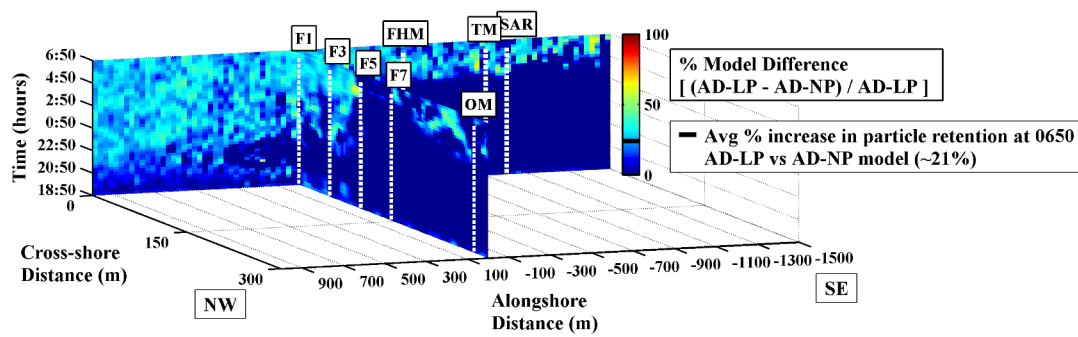 F1
F3
FHM
F5
F7
TM
SAR
OM
6:50
4:50
2:50
0:50
22:50
20:50
18:50
Time (hours)
0
150
300
Cross-shore
Distance (m)
NW
900
700
500
300
100
-100
-300
-500
-700
-900
-1100
-1300
-1500
Alongshore
Distance (m)
SE
100
50
0
% Model Difference
[ (AD-LP - AD-NP) / AD-LP ]
Avg % increase in particle retention at 0650
AD-LP vs AD-NP model (~21%)